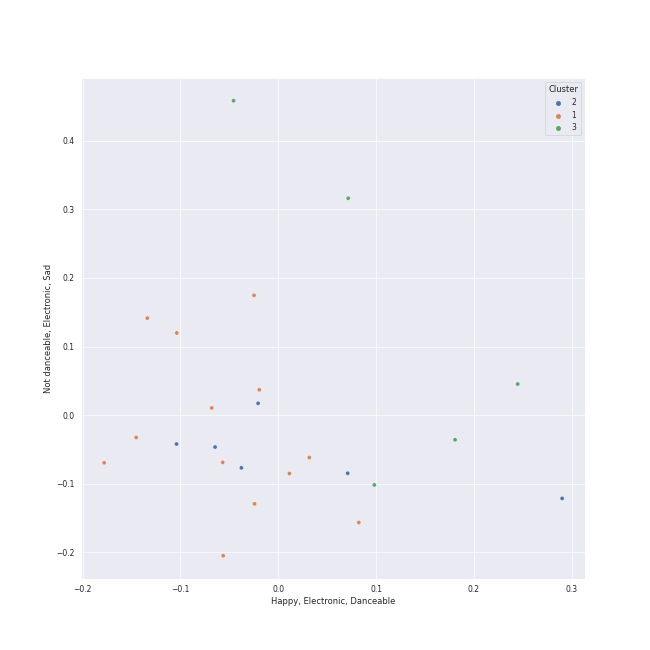 Cluster
2
1
3
0.4
0.3
0.2
0.1
0.0
−0.1
−0.2
Not danceable, Electronic, Sad
−0.2 −0.1 0.0 0.1 0.2 0.3
Happy, Electronic, Danceable